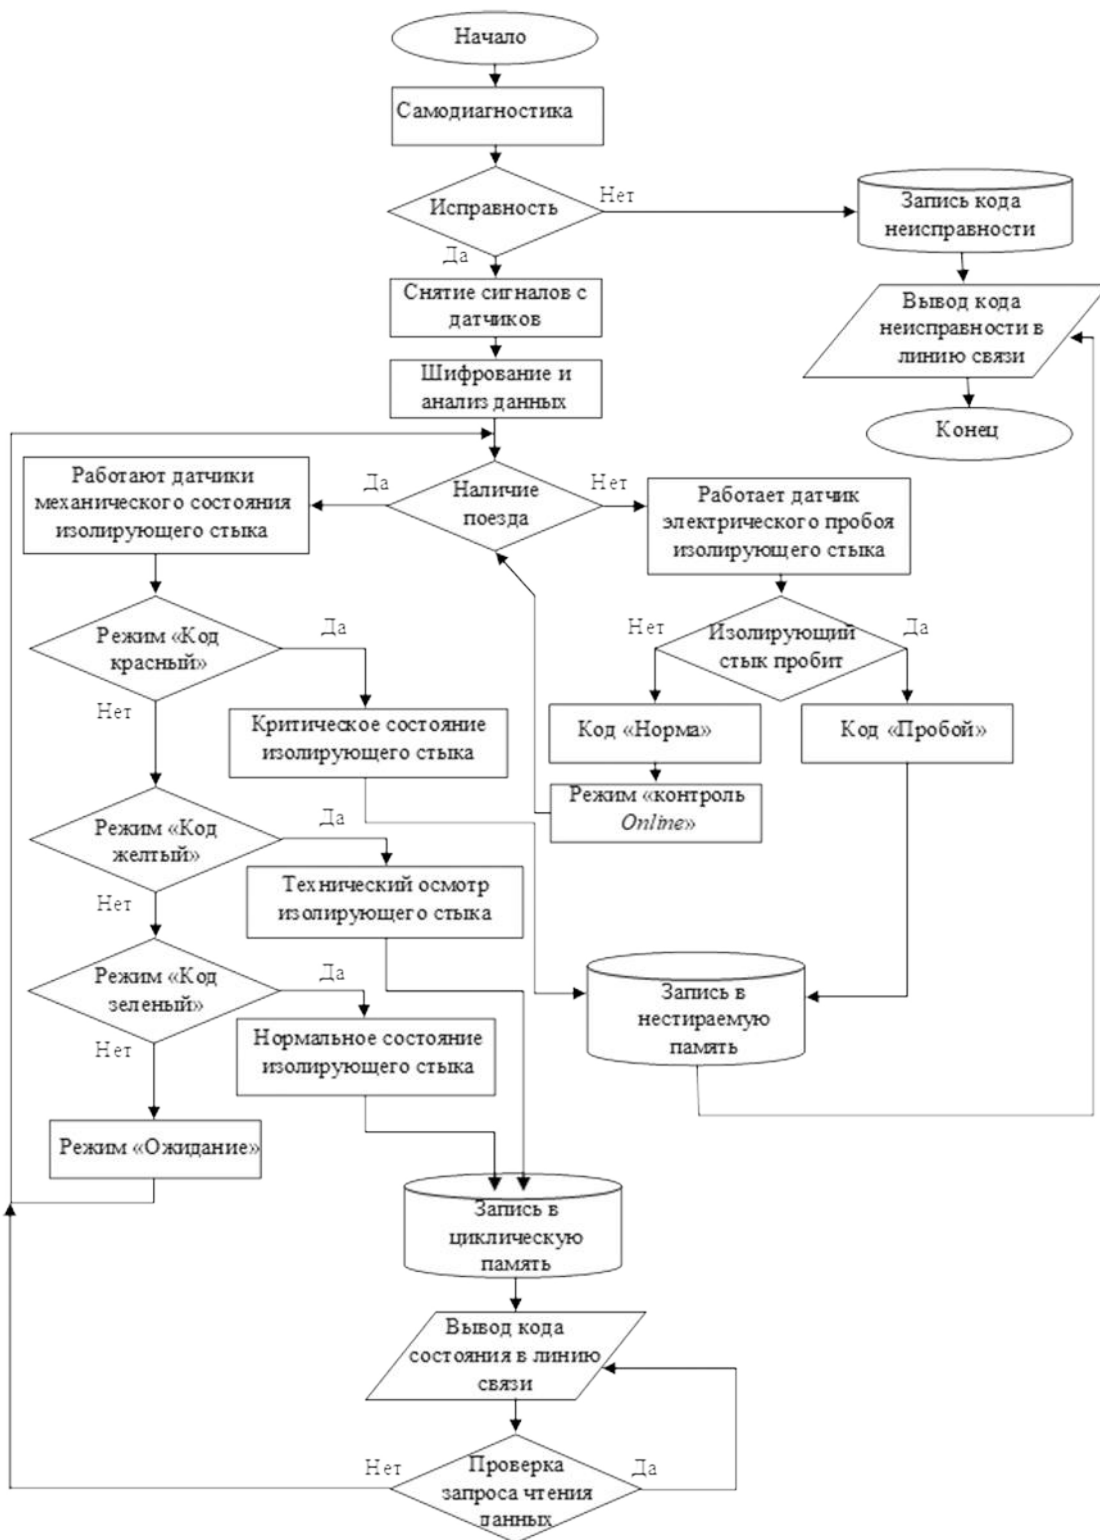 Начало
Самодиагностика
Исправность
Нет
Запись кода
неисправности
Да
Снятие сигналов с
датчиков
Вывод кода
неисправности в
линию связи
Шифрование и
анализ данных
Конец
Работают датчики
механического состояния
изолирующего стыка
Да
Наличие
поезда
Нет
Работает датчик
электрического пробоя
изолирующего стыка
Режим «Код
красный»
Да
Нет
Изолирующий
стык пробит
Да
Нет
Критическое состояние
изолирующего стыка
Код «Норма»
Код «Пробой»
Режим «контроль
Online»
Режим «Код
желтый»
Да
Технический осмотр
изолирующего стыка
Нет
Режим «Код
зеленый»
Да
Запись в
нестираемую
память
Нормальное состояние
изолирующего стыка
Нет
Режим «Ожидание»
Запись в
циклическую
память
Вывод кода
состояния в линию
связи
Нет
Проверка
запроса чтения
данных
Да